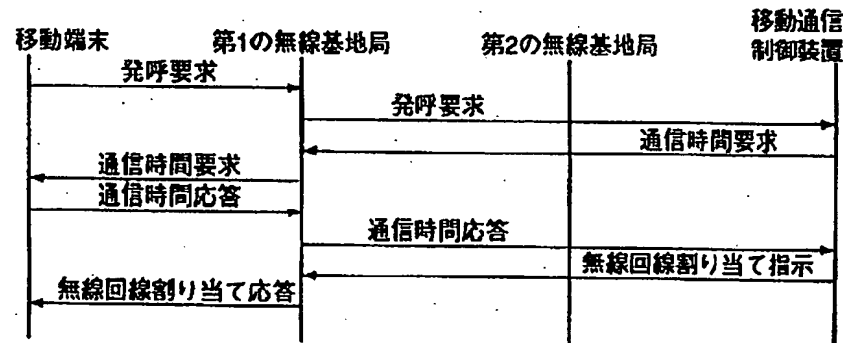 移動端末
第1の無線基地局
第2の無線基地局
移動通信
制御装置
発呼要求
発呼要求
通信時間要求
通信時間要求
通信時間応答
通信時間応答
無線回線割り当て指示
無線回線割り当て応答